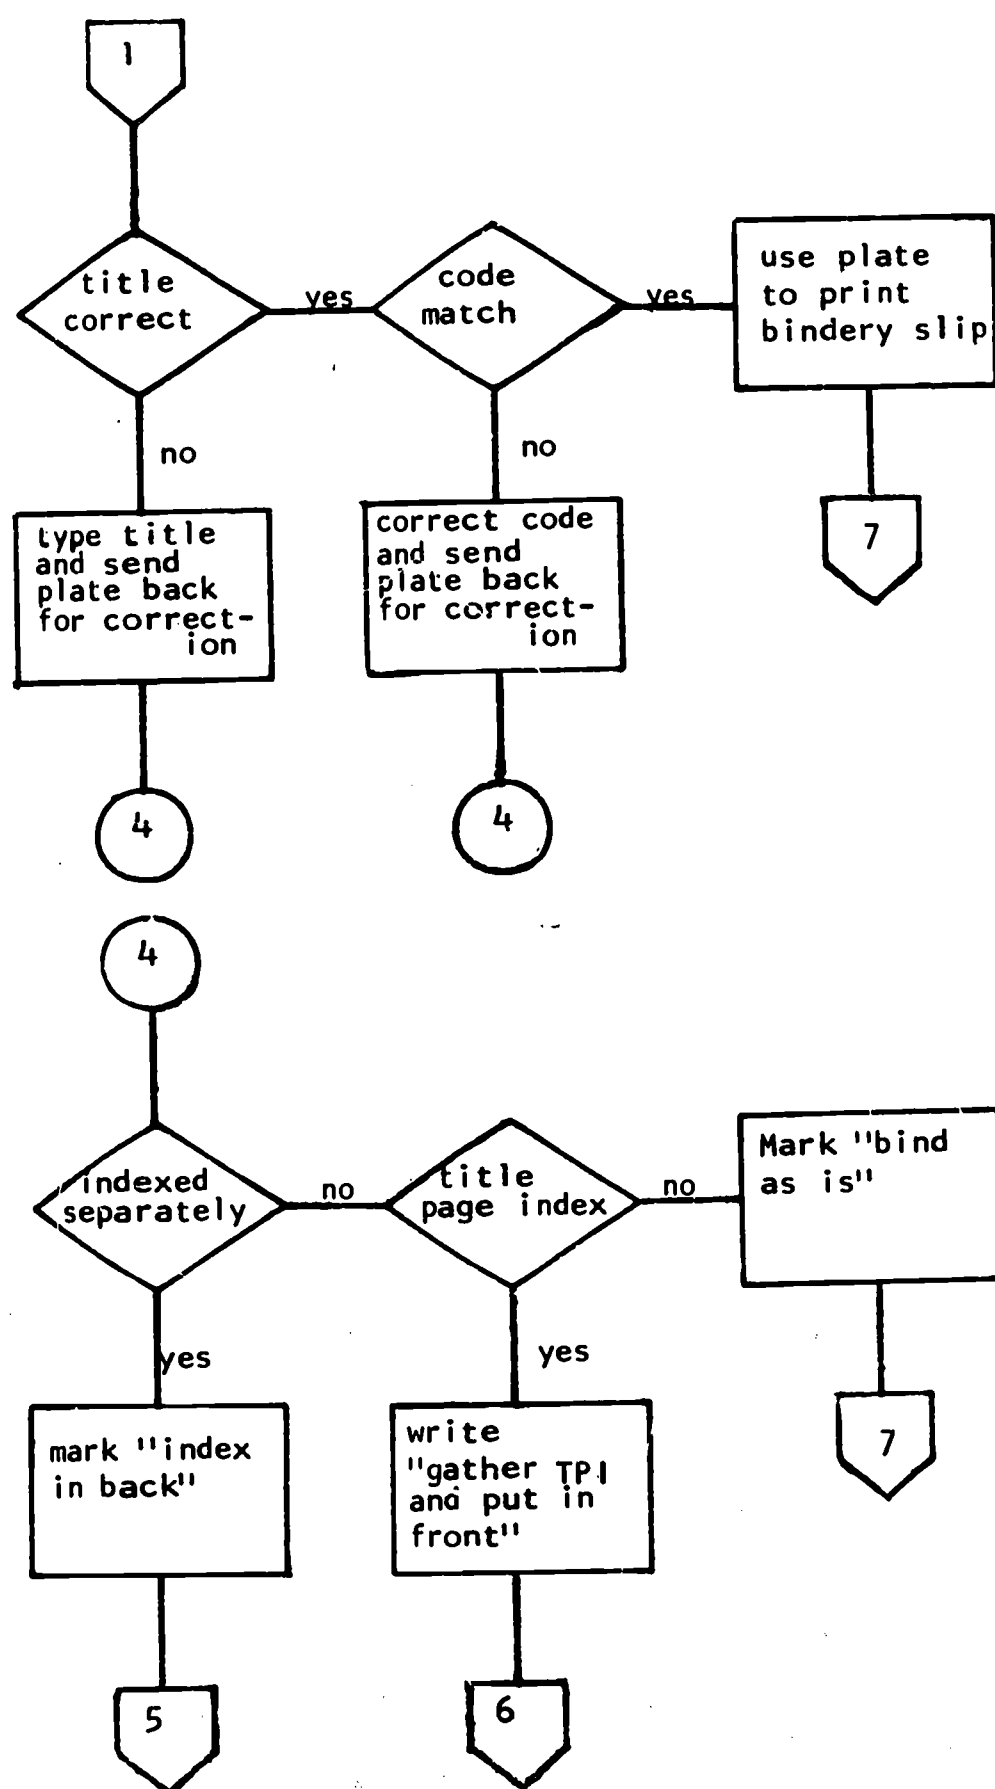 1
title
correct
yes
code
match
yes
use plate
to print
bindery slip
no
no
type title
and send
plate back
for correct-
ion
correct code
and send
plate back
for correct-
ion
7
4
4
4
indexed
separately
no
title
page index
no
Mark "bind
as is"
yes
yes
mark "index
in back"
write
"gather TPI
and put in
front"
7
5
6